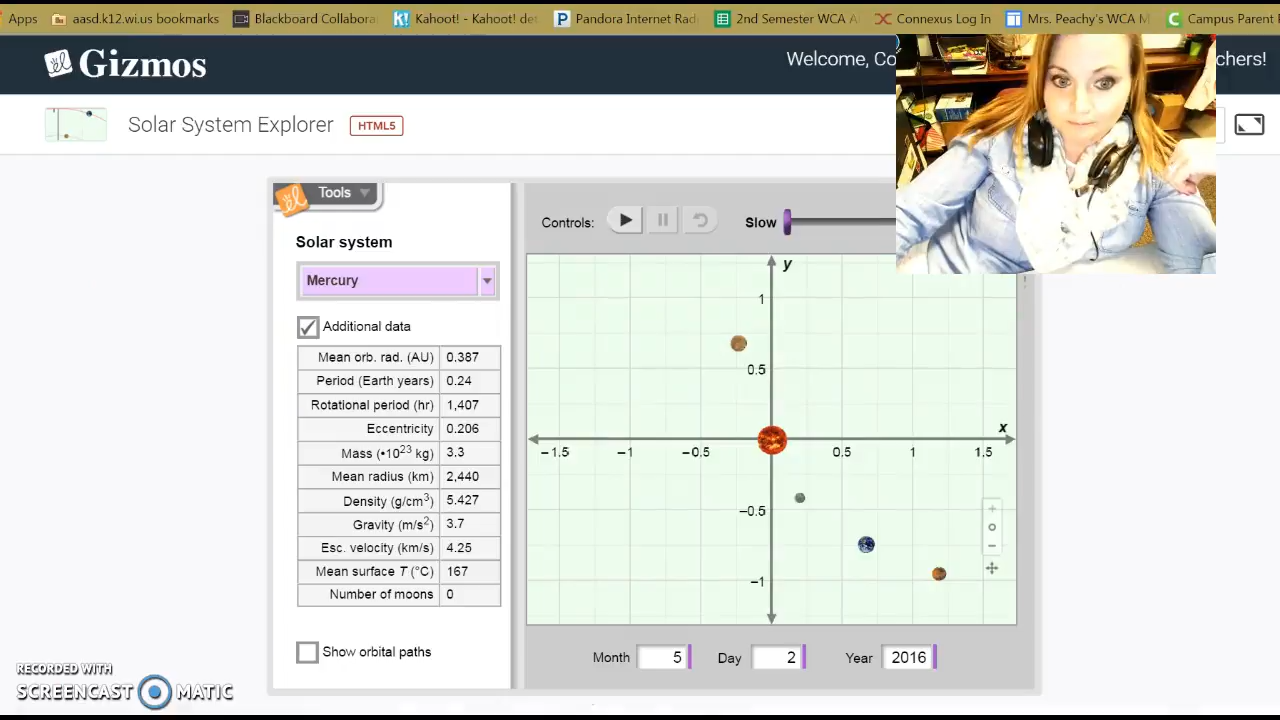 Apps aasd.k12.wi.us bookmarks Blackboard Collabora Kahoot! - Kahoot! de Pandora Internet Rad 2nd Semester WCA A Connexus Log In Mrs. Peachy's WCA M Campus Parent
Gizmos
Welcome, Co
chers!
Solar System Explorer HTML5
Tools
Controls: Slow
Solar system
Mercury
Additional data
Mean orb. rad. (AU) 0.387
Period (Earth years) 0.24
Rotational period (hr) 1,407
Eccentricity 0.206
Mass (•10²³ kg) 3.3
Mean radius (km) 2,440
Density (g/cm³) 5.427
Gravity (m/s²) 3.7
Esc. velocity (km/s) 4.25
Mean surface T (°C) 167
Number of moons 0
Show orbital paths
y
1
0.5
x
−1.5 −1 −0.5 0.5 1 1.5
−0.5
−1
Month 5 Day 2 Year 2016
RECORDED WITH
SCREENCAST MATIC